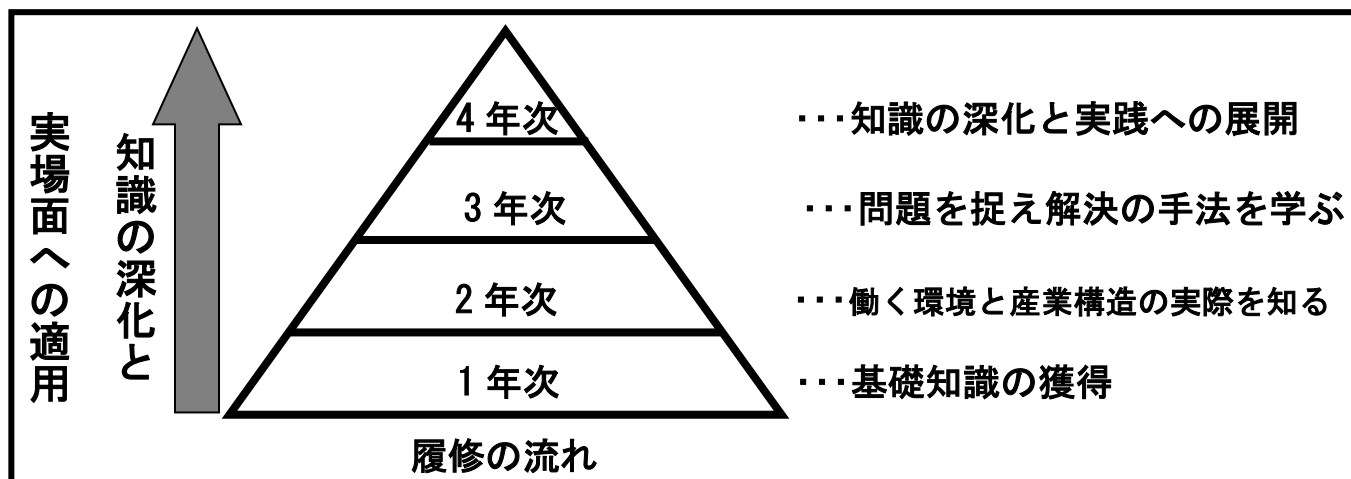 知識の深化と
実場面への適用
4年次
･･･知識の深化と実践への展開
3年次
･･･問題を捉え解決の手法を学ぶ
2年次
･･･働く環境と産業構造の実際を知る
1年次
･･･基礎知識の獲得
履修の流れ